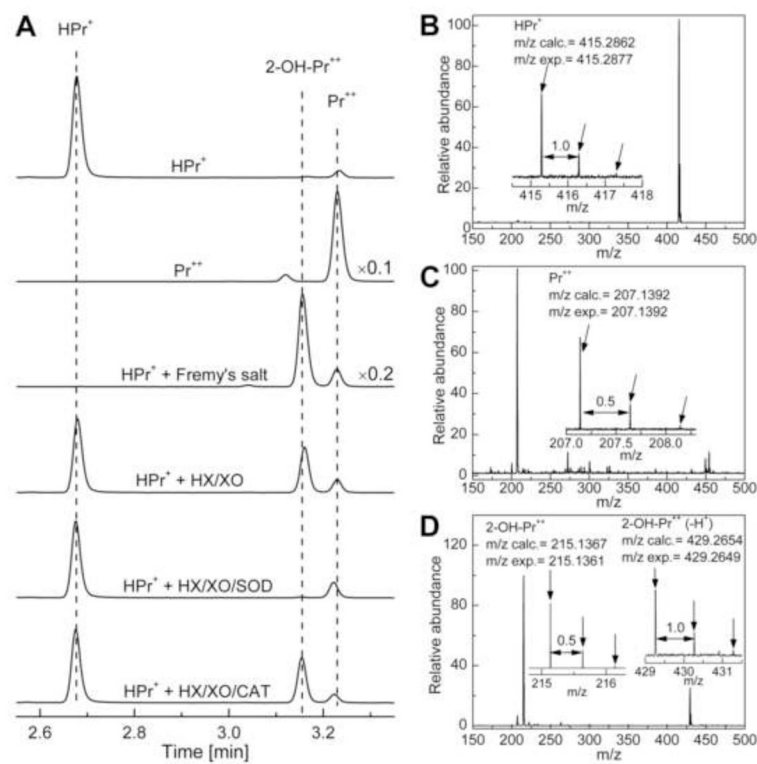 A
HPr⁺
2-OH-Pr⁺⁺
Pr⁺⁺
HPr⁺
Pr⁺⁺
×0.1
HPr⁺ + Fremy's salt
×0.2
HPr⁺ + HX/XO
HPr⁺ + HX/XO/SOD
HPr⁺ + HX/XO/CAT
2.6 2.8 3.0 3.2
Time [min]
B
Relative abundance
100
80
60
40
20
0
HPr⁺
m/z calc.= 415.2862
m/z exp.= 415.2877
1.0
415 416 417 418
m/z
150 200 250 300 350 400 450 500
m/z
C
Relative abundance
100
80
60
40
20
0
Pr⁺⁺
m/z calc.= 207.1392
m/z exp.= 207.1392
0.5
207.0 207.5 208.0
m/z
150 200 250 300 350 400 450 500
m/z
D
Relative abundance
120
90
60
30
0
2-OH-Pr⁺⁺
m/z calc.= 215.1367
m/z exp.= 215.1361
0.5
215 216
m/z
2-OH-Pr⁺⁺ (-H⁺)
m/z calc.= 429.2654
m/z exp.= 429.2649
1.0
429 430 431
m/z
150 200 250 300 350 400 450 500
m/z